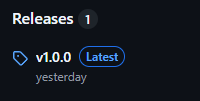 Releases 1
v1.0.0 Latest
yesterday